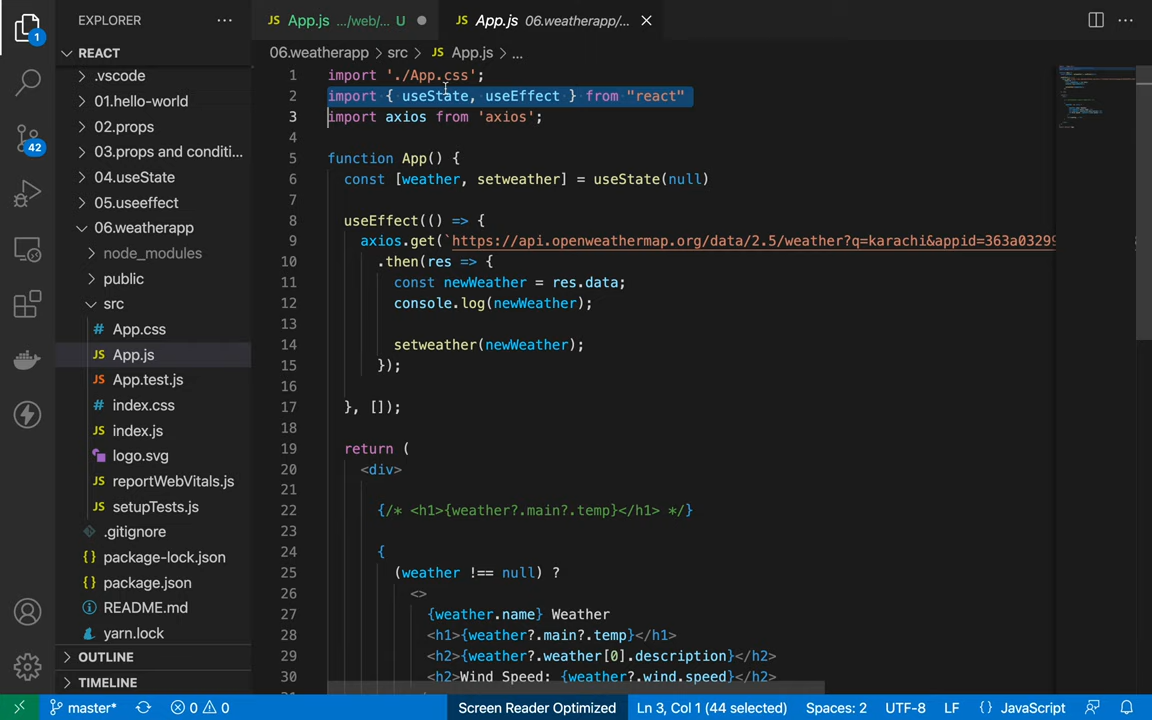 EXPLORER
REACT
.vscode
01.hello-world
02.props
03.props and conditi...
04.useState
05.useeffect
06.weatherapp
node_modules
public
src
# App.css
JS App.js
JS App.test.js
# index.css
JS index.js
logo.svg
JS reportWebVitals.js
JS setupTests.js
.gitignore
{} package-lock.json
{} package.json
README.md
yarn.lock
OUTLINE
TIMELINE
1
42
JS App.js .../web/... U
JS App.js 06.weatherapp/...
06.weatherapp > src > JS App.js > ...
1 import './App.css';
2 import { useState, useEffect } from "react"
3 import axios from 'axios';
4
5 function App() {
6 const [weather, setweather] = useState(null)
7
8 useEffect(() => {
9 axios.get(`https://api.openweathermap.org/data/2.5/weather?q=karachi&appid=363a03299
10 .then(res => {
11 const newWeather = res.data;
12 console.log(newWeather);
13
14 setweather(newWeather);
15 });
16
17 }, []);
18
19 return (
20 <div>
21
22 {/* <h1>{weather?.main?.temp}</h1> */}
23
24 {
25 (weather !== null) ?
26 <>
27 {weather.name} Weather
28 <h1>{weather?.main?.temp}</h1>
29 <h2>{weather?.weather[0].description}</h2>
30 <h2>Wind Speed: {weather?.wind.speed}</h2>
master* 0 0 Screen Reader Optimized Ln 3, Col 1 (44 selected) Spaces: 2 UTF-8 LF {} JavaScript